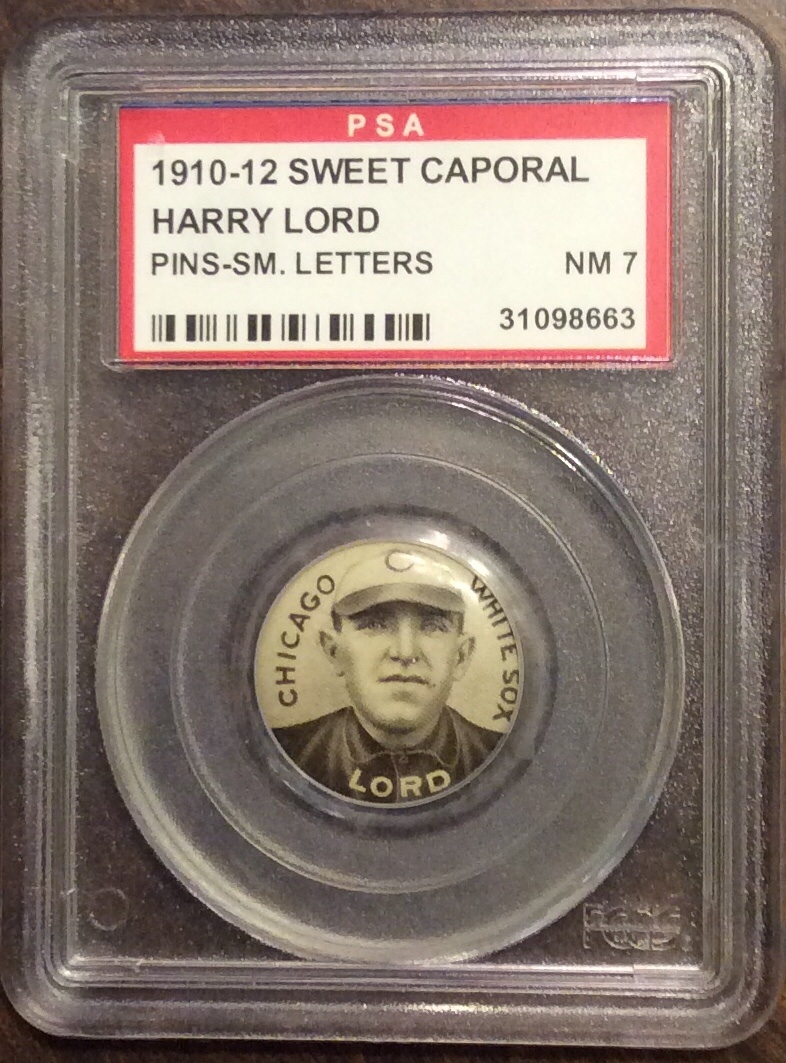 PSA
1910-12 SWEET CAPORAL
HARRY LORD
PINS-SM. LETTERS NM 7
31098663
C
CHICAGO WHITE SOX
LORD